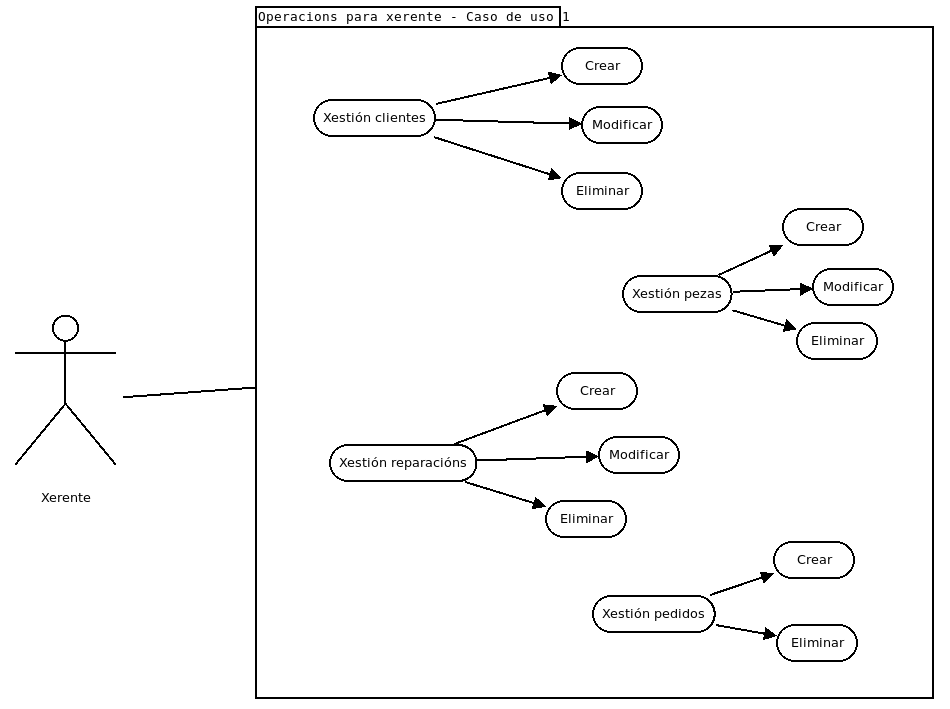 Operacions para xerente - Caso de uso 1
Crear
Xestión clientes
Modificar
Eliminar
Crear
Xestión pezas
Modificar
Eliminar
Crear
Xestión reparacións
Modificar
Eliminar
Xerente
Crear
Xestión pedidos
Eliminar